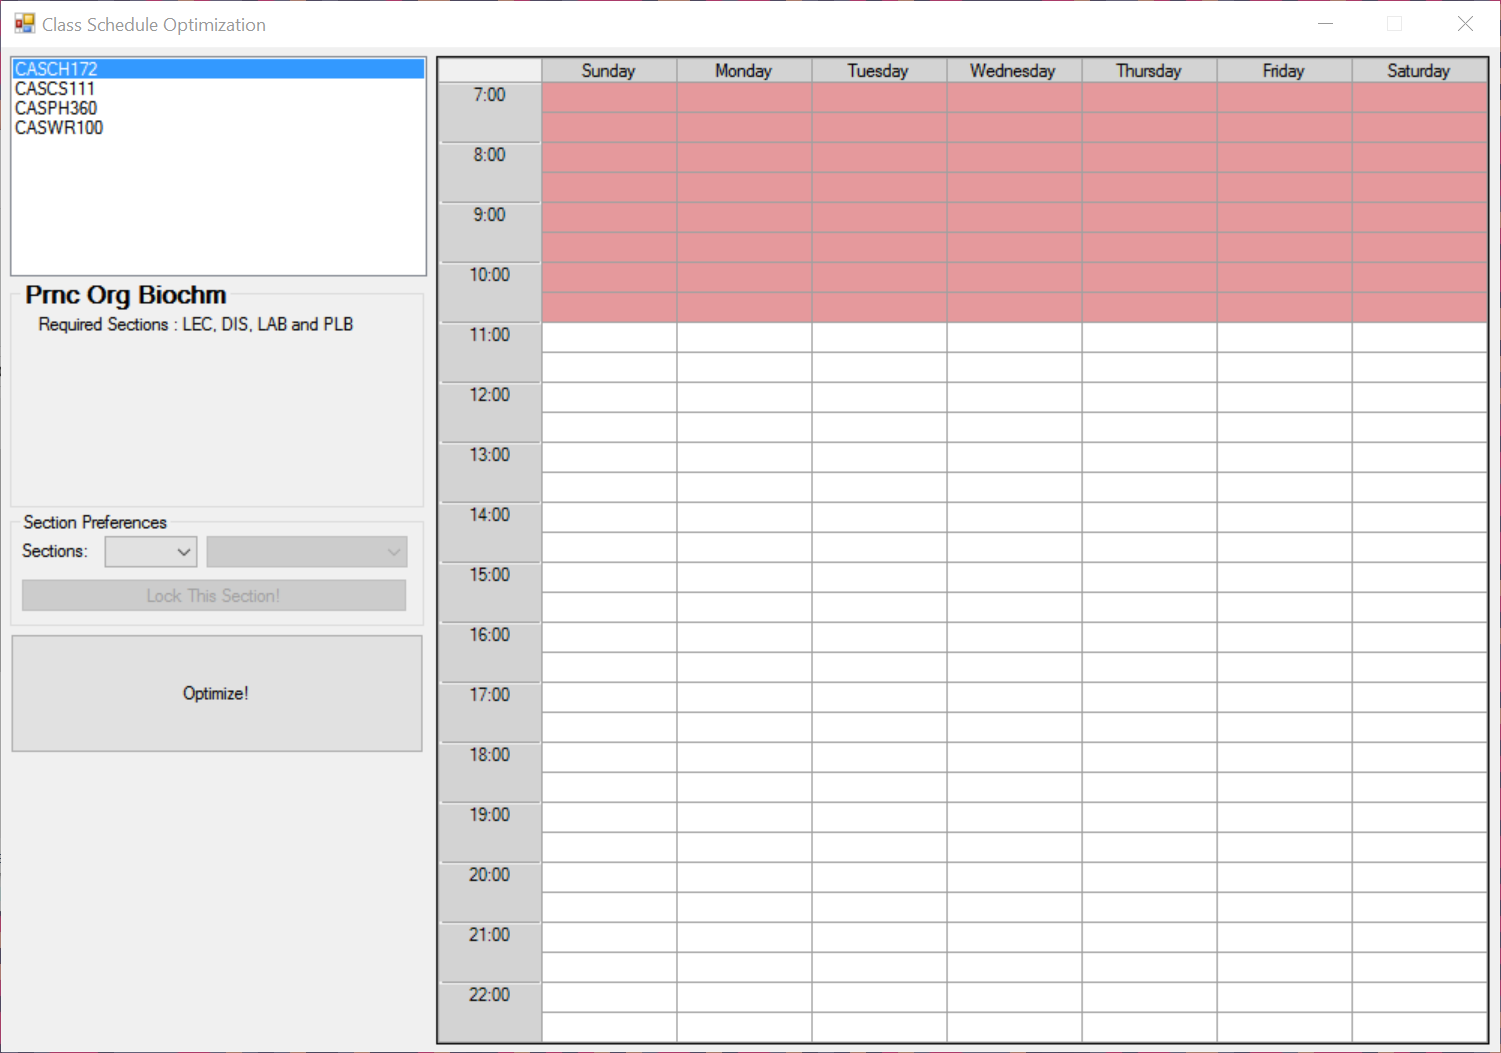 Class Schedule Optimization
CASCH172
CASCS111
CASPH360
CASWR100
Prnc Org Biochm
Required Sections : LEC, DIS, LAB and PLB
Section Preferences
Sections:
Lock This Section!
Optimize!
Sunday Monday Tuesday Wednesday Thursday Friday Saturday
7:00
8:00
9:00
10:00
11:00
12:00
13:00
14:00
15:00
16:00
17:00
18:00
19:00
20:00
21:00
22:00